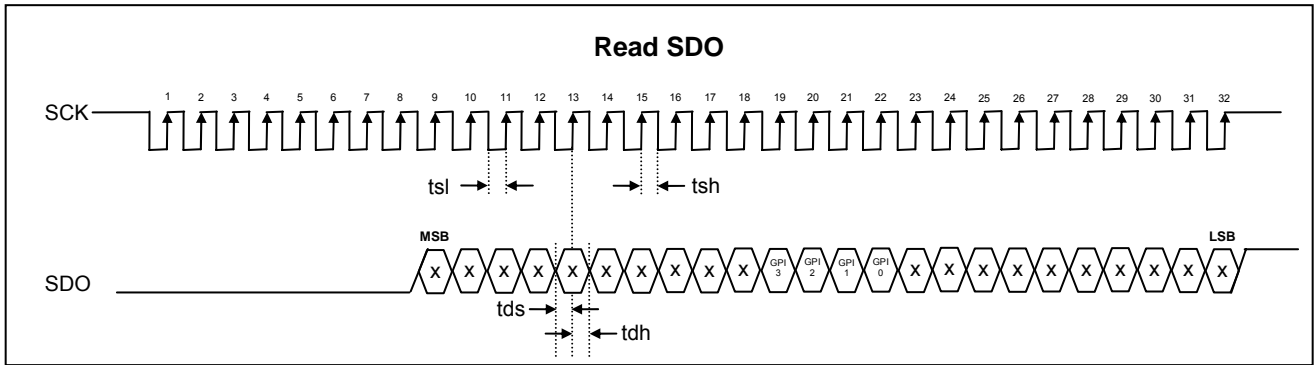 Read SDO
1 2 3 4 5 6 7 8 9 10 11 12 13 14 15 16 17 18 19 20 21 22 23 24 25 26 27 28 29 30 31 32
SCK
tsl tsh
MSB LSB
SDO X X X X X X X X X X GPI 3 GPI 2 GPI 1 GPI 0 X X X X X X X X X X
tds
tdh